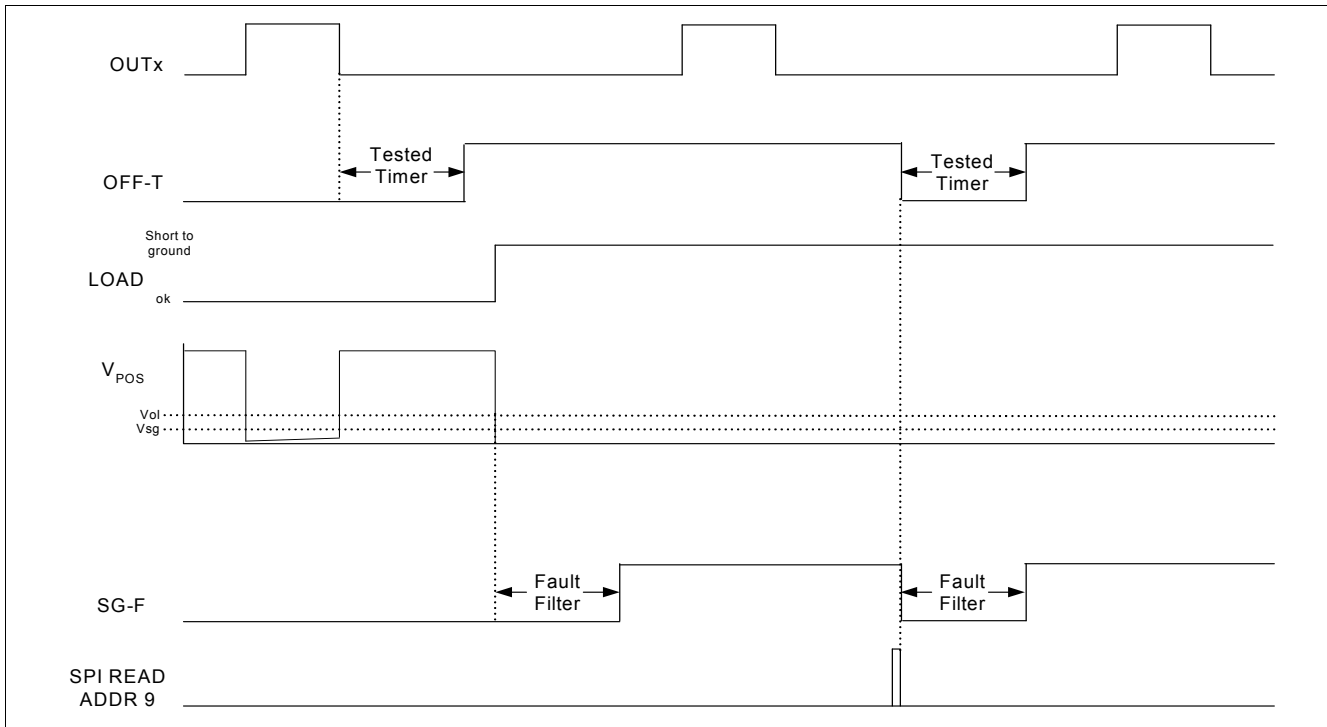 OUTx
Tested
Timer
Tested
Timer
OFF-T
Short to
ground
LOAD
ok
VPOS
Vol
Vsg
Fault
Filter
Fault
Filter
SG-F
SPI READ
ADDR 9